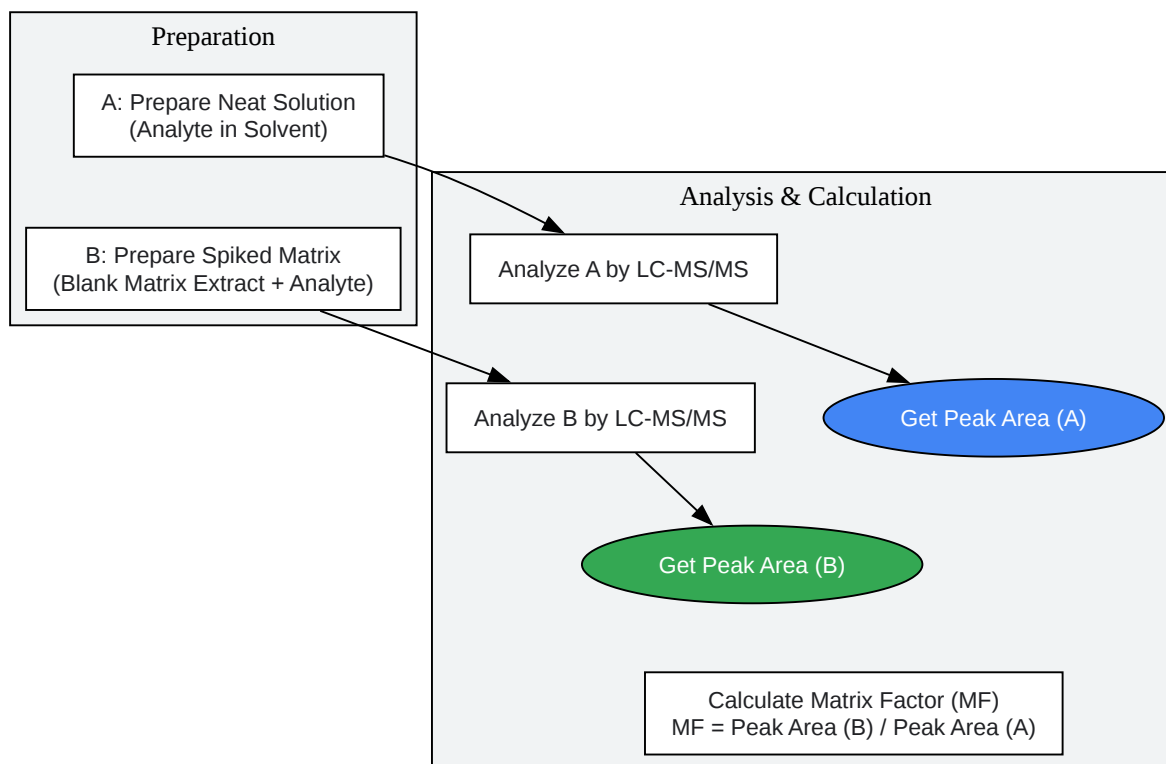 Preparation
A: Prepare Neat Solution
(Analyte in Solvent)
B: Prepare Spiked Matrix
(Blank Matrix Extract + Analyte)
Analysis & Calculation
Analyze A by LC-MS/MS
Analyze B by LC-MS/MS
Get Peak Area (A)
Get Peak Area (B)
Calculate Matrix Factor (MF)
MF = Peak Area (B) / Peak Area (A)